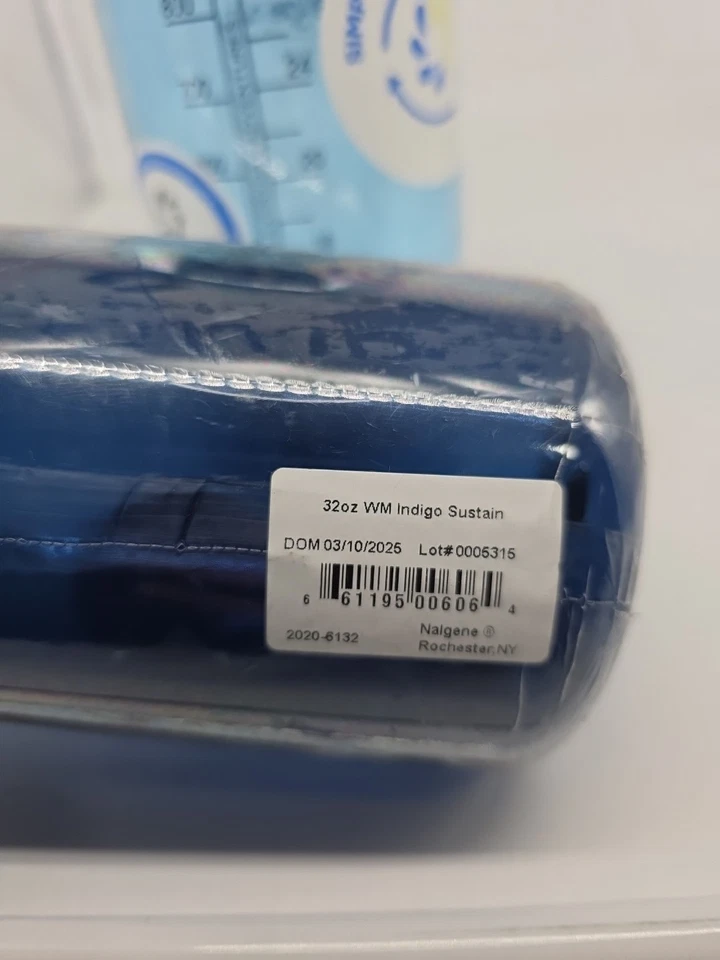 32oz WM Indigo Sustain
DOM 03/10/2025 Lot# 0005315
6 61195 00606 4
2020-6132
Nalgene ®
Rochester, NY
24